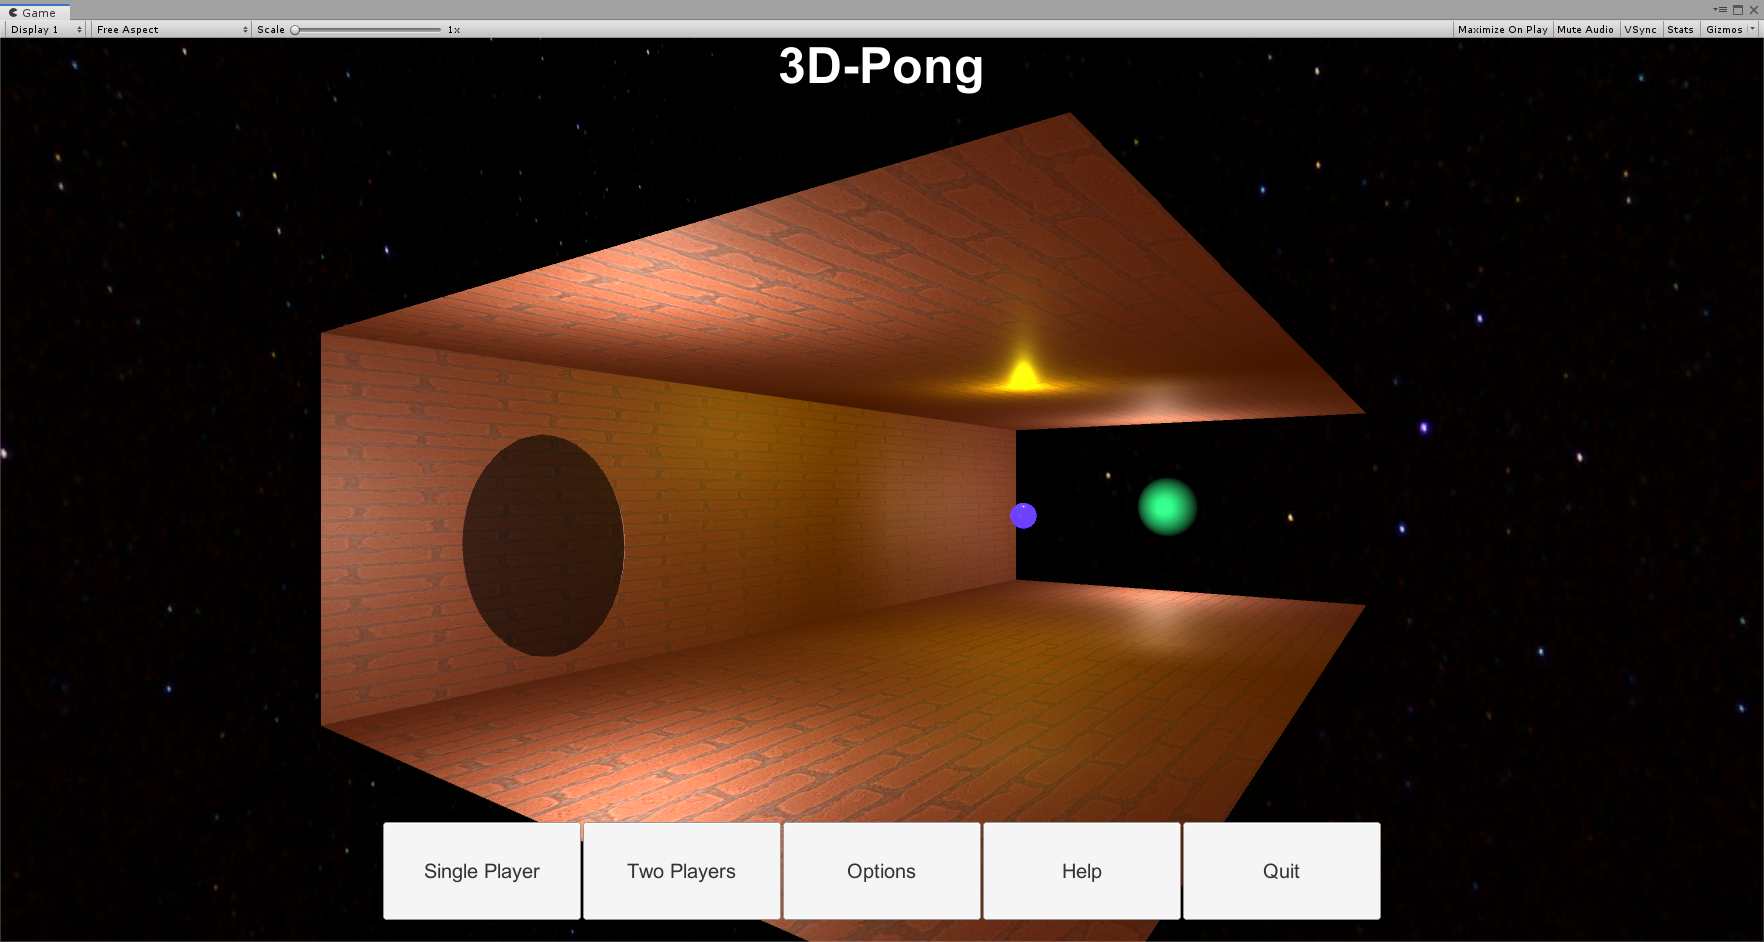 Game
Display 1
Free Aspect
Scale
1x
Maximize On Play
Mute Audio
VSync
Stats
Gizmos
3D-Pong
Single Player
Two Players
Options
Help
Quit